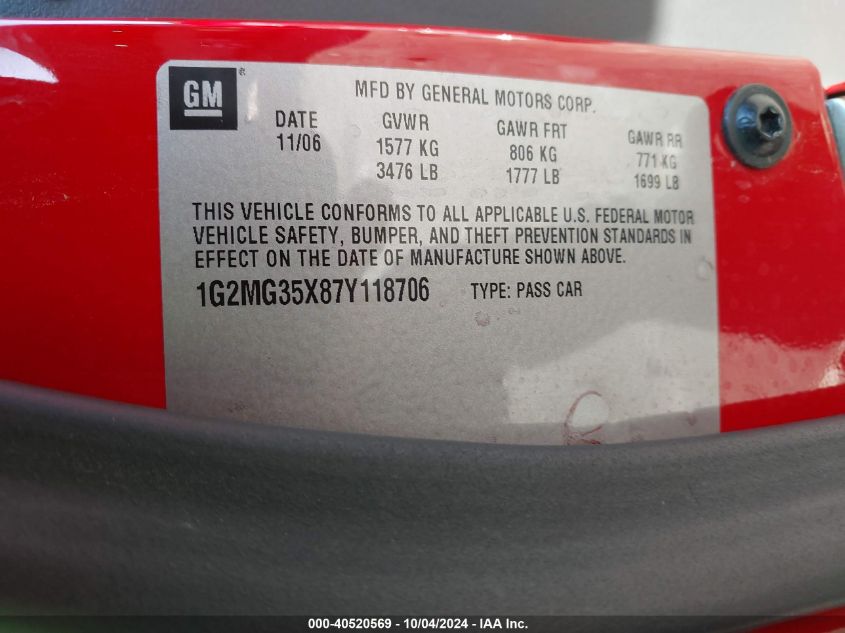 GM ®
MFD BY GENERAL MOTORS CORP.
DATE GVWR GAWR FRT GAWR RR
11/06 1577 KG 806 KG 771 KG
3476 LB 1777 LB 1699 LB
THIS VEHICLE CONFORMS TO ALL APPLICABLE U.S. FEDERAL MOTOR
VEHICLE SAFETY, BUMPER, AND THEFT PREVENTION STANDARDS IN
EFFECT ON THE DATE OF MANUFACTURE SHOWN ABOVE.
1G2MG35X87Y118706 TYPE: PASS CAR
000-40520569 - 10/04/2024 - IAA Inc.